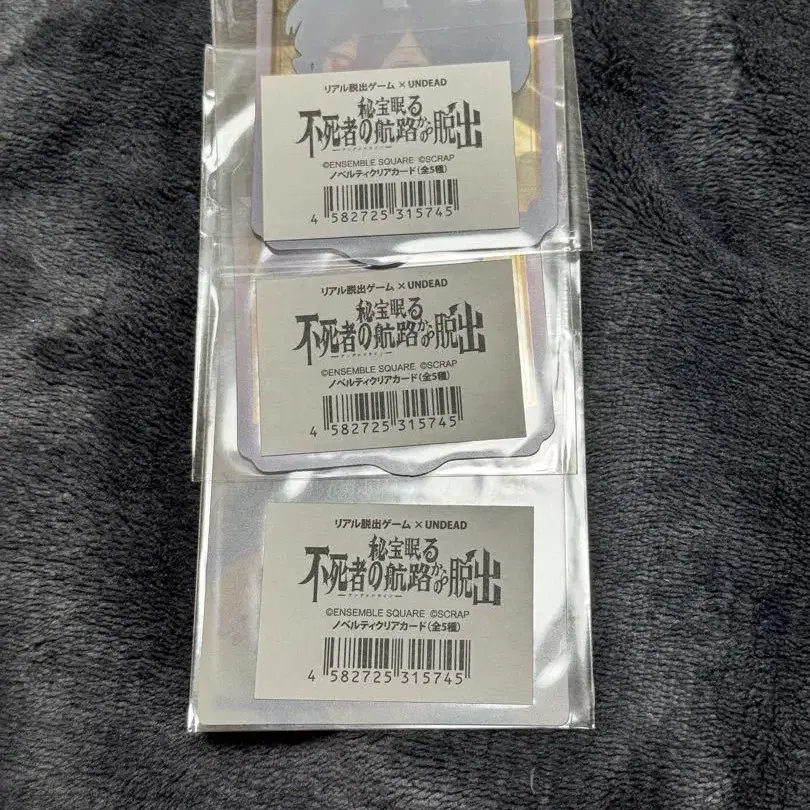 リアル脱出ゲーム × UNDEAD
秘宝眠る
不死者の航路からの脱出
©ENSEMBLE SQUARE ©SCRAP
ノベルティクリアカード(全5種)
4 582725 315745
リアル脱出ゲーム × UNDEAD
秘宝眠る
不死者の航路からの脱出
©ENSEMBLE SQUARE ©SCRAP
ノベルティクリアカード(全5種)
4 582725 315745
リアル脱出ゲーム × UNDEAD
秘宝眠る
不死者の航路からの脱出
©ENSEMBLE SQUARE ©SCRAP
ノベルティクリアカード(全5種)
4 582725 315745